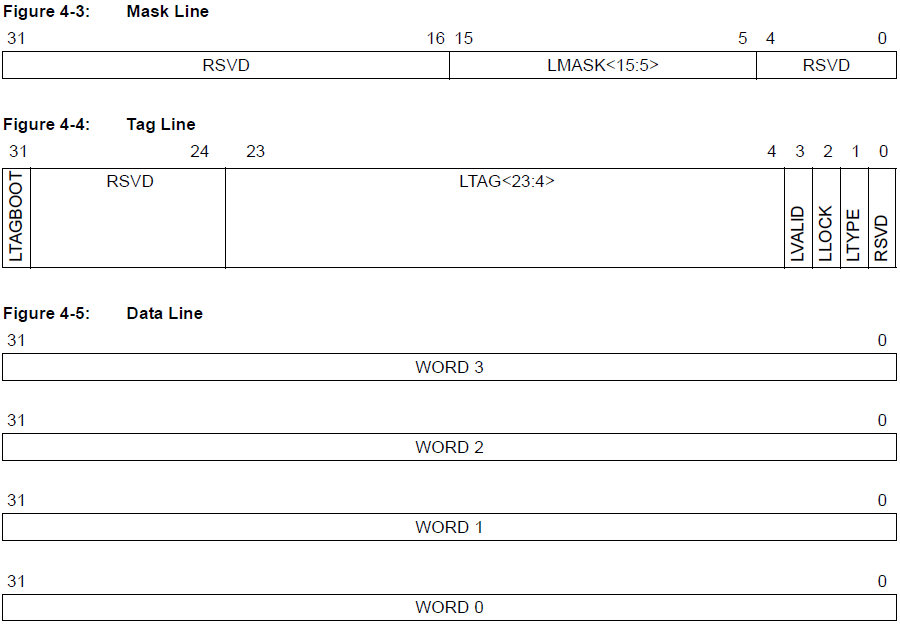 Figure 4-3: Mask Line
31 16 15 5 4 0
RSVD LMASK<15:5> RSVD
Figure 4-4: Tag Line
31 24 23 4 3 2 1 0
LTAGBOOT RSVD LTAG<23:4> LVALID LLOCK LTYPE RSVD
Figure 4-5: Data Line
31 0
WORD 3
31 0
WORD 2
31 0
WORD 1
31 0
WORD 0